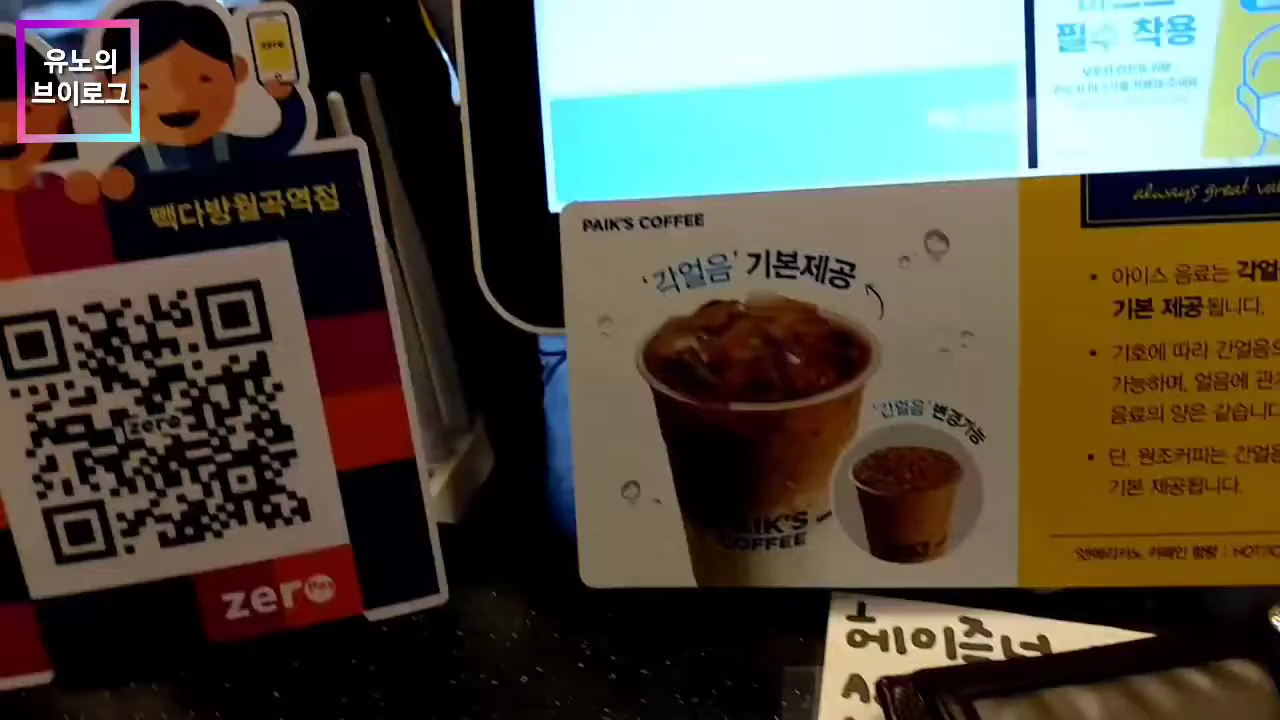 유노의
브이로그
zero
빽다방월곡역점
zero
zero Pay
필수 착용
always great
PAIK'S COFFEE
'각얼음' 기본제공
'간얼음' 변경가능
PAIK'S
COFFEE
• 아이스 음료는 각얼
기본 제공됩니다.
• 기호에 따라 간얼음으
가능하며, 얼음에 관
음료의 양은 같습니다
• 단, 원조커피는 간얼음
기본 제공됩니다.
에이즈